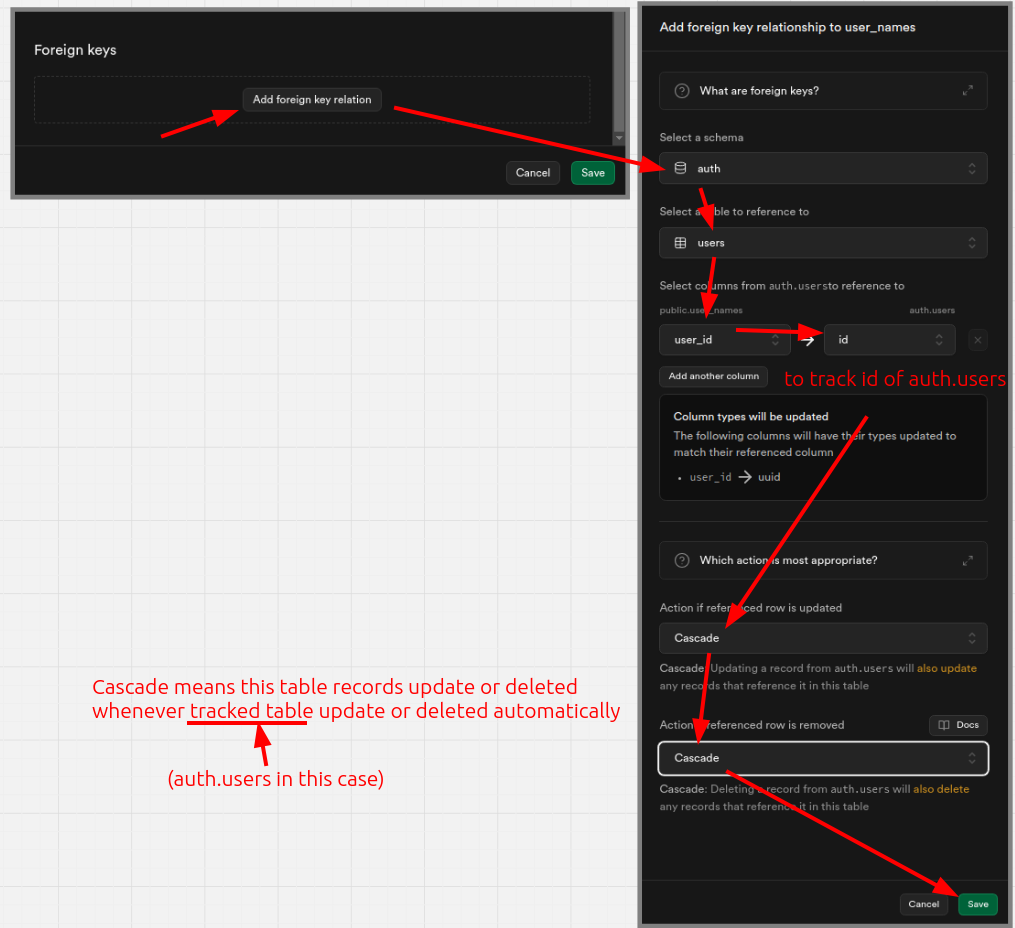 Foreign keys
Add foreign key relation
Cancel
Save
Add foreign key relationship to user_names
What are foreign keys?
Select a schema
auth
Select a table to reference to
users
Select columns from auth.usersto reference to
public.user_names
auth.users
user_id
id
Add another column
to track id of auth.users
Column types will be updated
The following columns will have their types updated to
match their referenced column
• user_id → uuid
Which action is most appropriate?
Action if referenced row is updated
Cascade
Cascade: Updating a record from auth.users will also update
any records that reference it in this table
Action if referenced row is removed
Docs
Cascade
Cascade: Deleting a record from auth.users will also delete
any records that reference it in this table
Cancel
Save
Cascade means this table records update or deleted
whenever tracked table update or deleted automatically
(auth.users in this case)